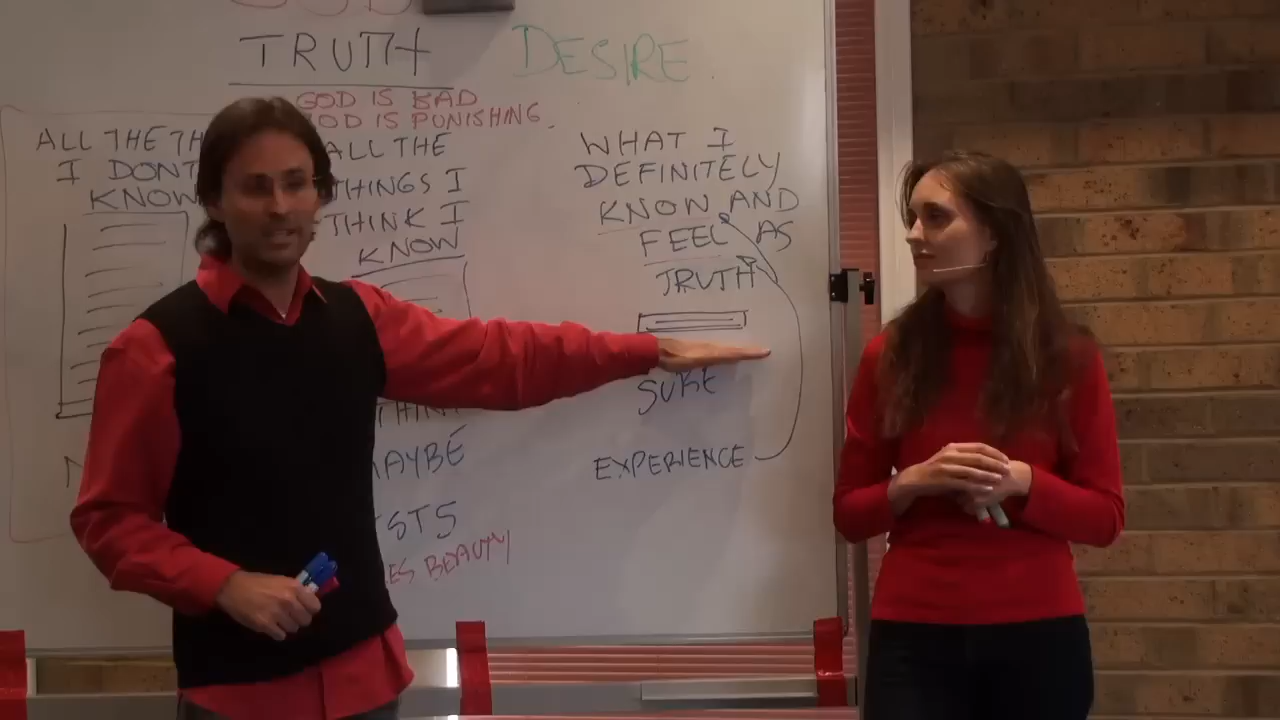 TRUTH
DESIRE
GOD IS BAD
GOD IS PUNISHING.
ALL THE TH
I DONT
KNOW
ALL THE
THINGS I
THINK I
KNOW
MAYBE
BEAUTY
WHAT I
DEFINITELY
KNOW AND
FEEL AS
TRUTH
SURE
EXPERIENCE